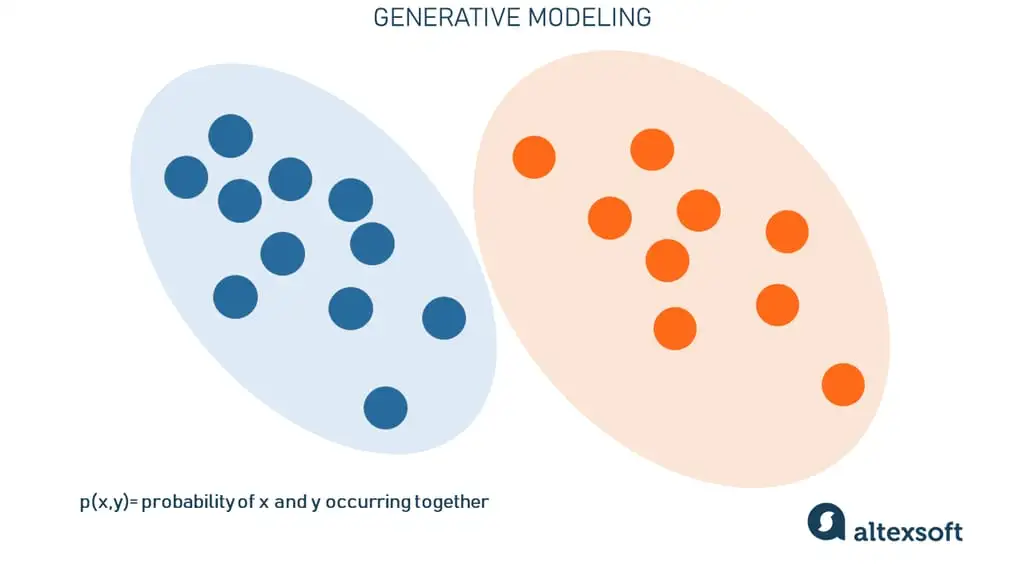 GENERATIVE MODELING
p(x,y)= probability of x and y occurring together
altexsoft